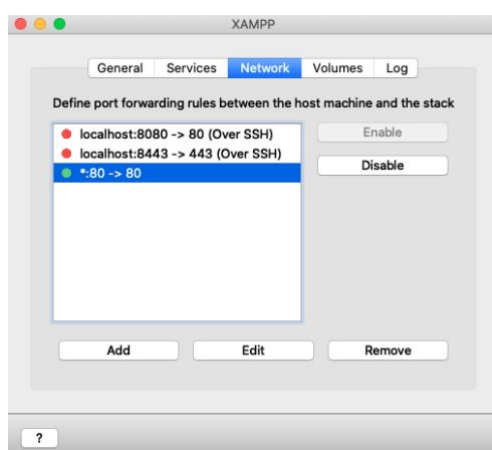 XAMPP
General Services Network Volumes Log
Define port forwarding rules between the host machine and the stack
localhost:8080 -> 80 (Over SSH)
localhost:8443 -> 443 (Over SSH)
*:80 -> 80
Enable
Disable
Add Edit Remove
?